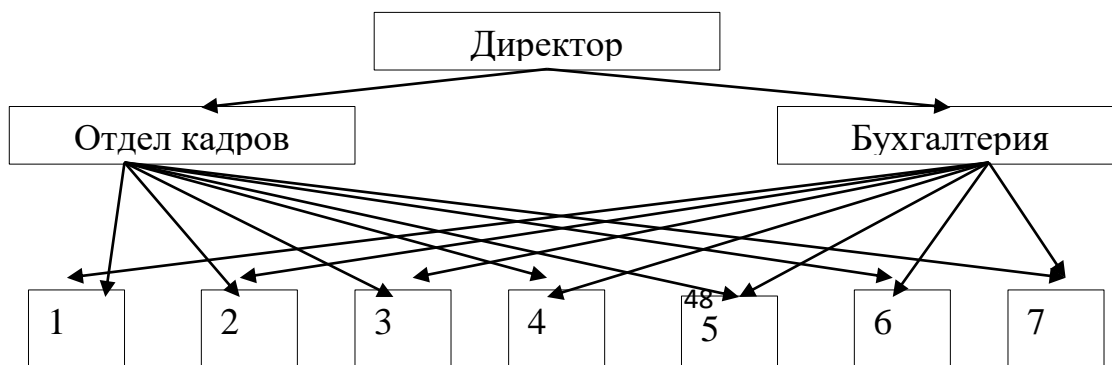 Директор
Отдел кадров
Бухгалтерия
48
1 2 3 4 5 6 7